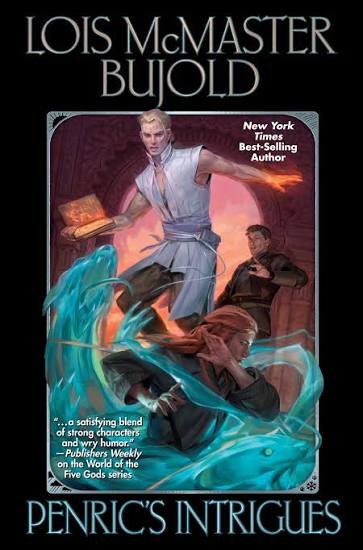 LOIS McMASTER
BUJOLD
New York
Times
Best-Selling
Author
“...a satisfying blend
of strong characters
and wry humor.”
—Publishers Weekly
on the World of the
Five Gods series
PENRIC'S INTRIGUES